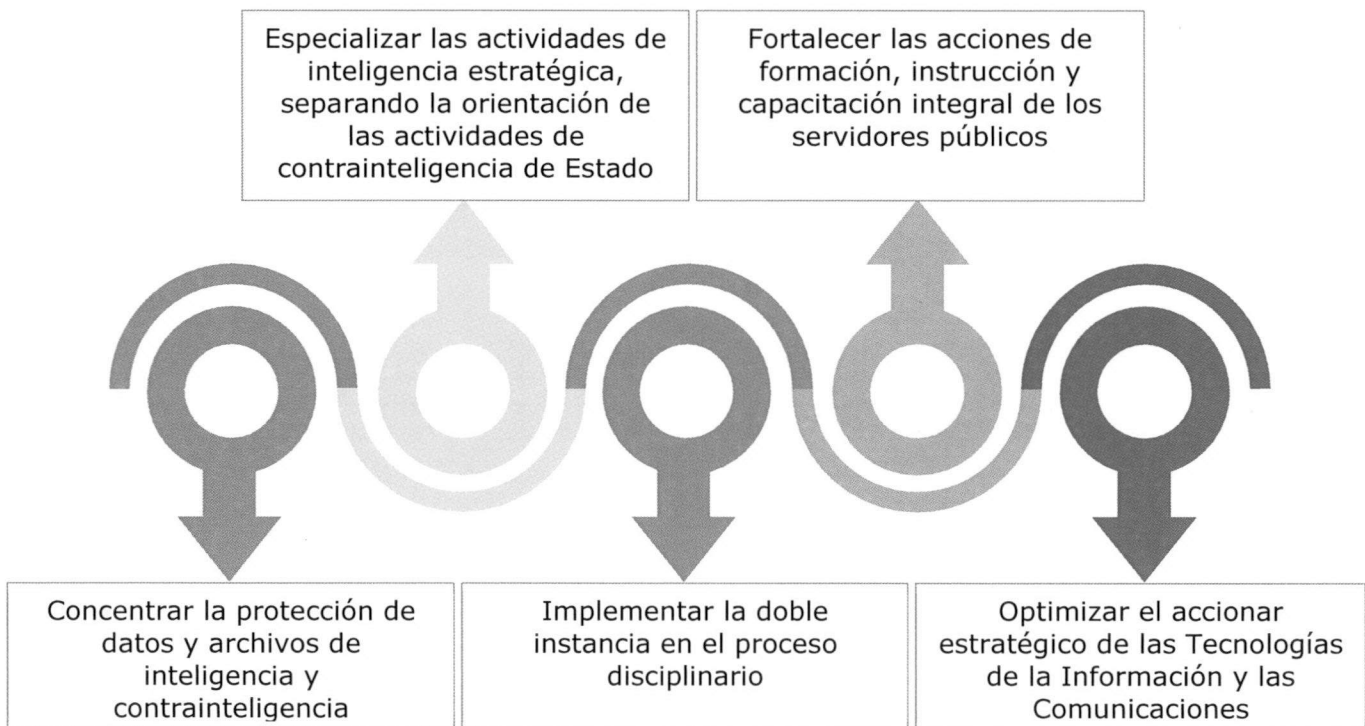 Especializar las actividades de
inteligencia estratégica,
separando la orientación de
las actividades de
contrainteligencia de Estado
Fortalecer las acciones de
formación, instrucción y
capacitación integral de los
servidores públicos
Concentrar la protección de
datos y archivos de
inteligencia y
contrainteligencia
Implementar la doble
instancia en el proceso
disciplinario
Optimizar el accionar
estratégico de las Tecnologías
de la Información y las
Comunicaciones